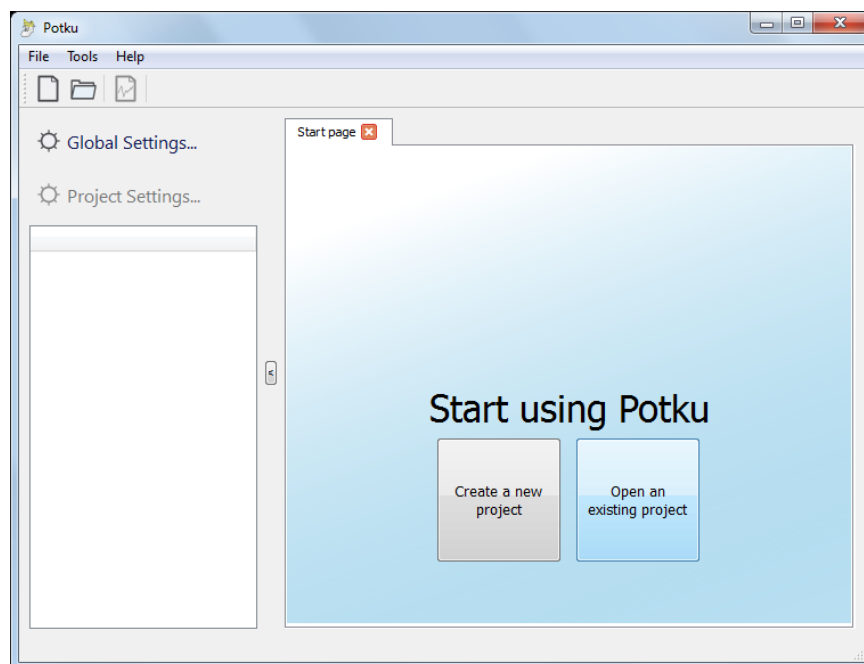 Potku
File Tools Help
Global Settings...
Project Settings...
Start page
Start using Potku
Create a new
project
Open an
existing project